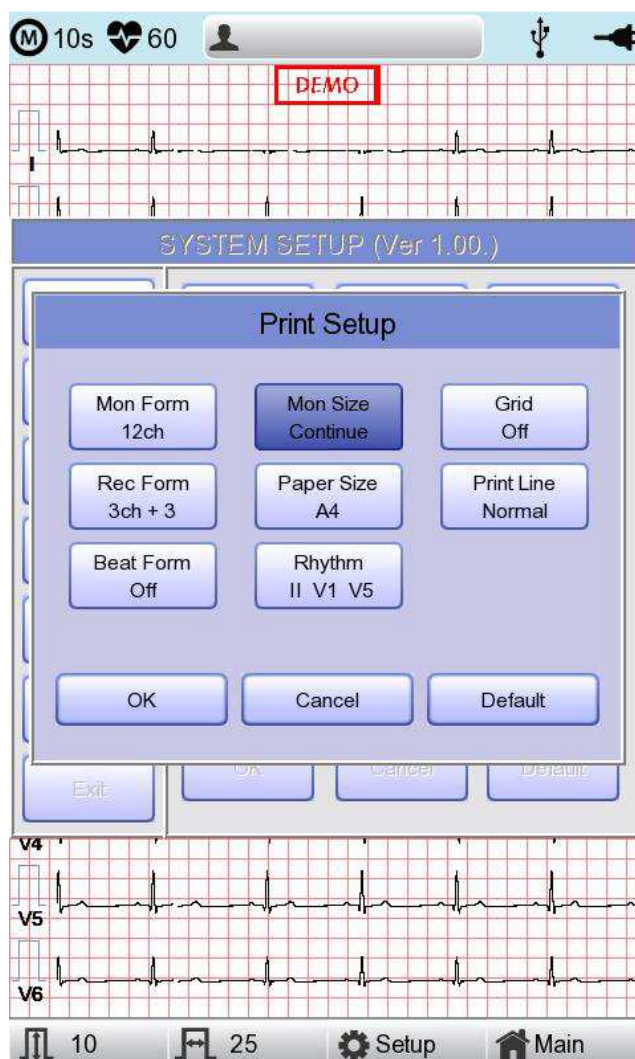 M 10s 60
DEMO
I
SYSTEM SETUP (Ver 1.00.)
Print Setup
Mon Form
12ch
Mon Size
Continue
Grid
Off
Rec Form
3ch + 3
Paper Size
A4
Print Line
Normal
Beat Form
Off
Rhythm
II V1 V5
OK
Cancel
Default
Exit
OK
Cancel
Default
V4
V5
V6
10
25
Setup
Main